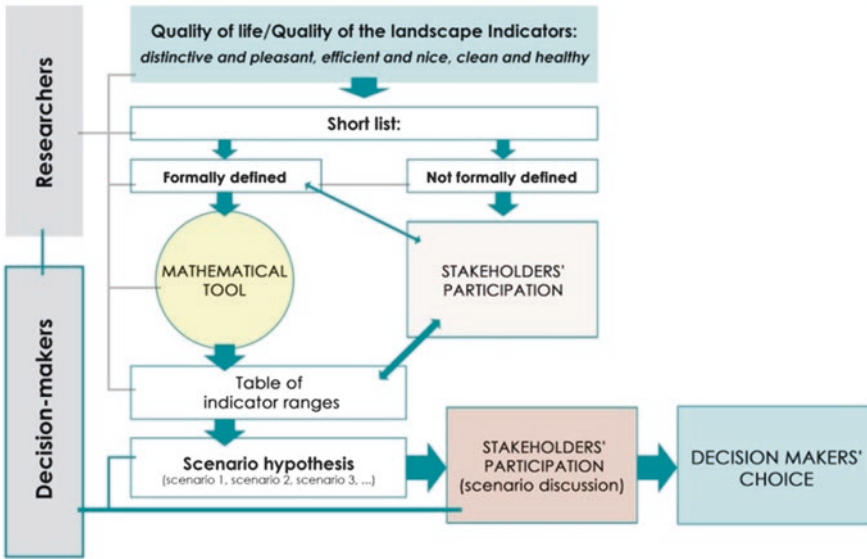 Researchers
Decision-makers
Quality of life/Quality of the landscape Indicators:
distinctive and pleasant, efficient and nice, clean and healthy
Short list:
Formally defined
Not formally defined
MATHEMATICAL
TOOL
STAKEHOLDERS'
PARTICIPATION
Table of
indicator ranges
Scenario hypothesis
(scenario 1, scenario 2, scenario 3, ...)
STAKEHOLDERS'
PARTICIPATION
(scenario discussion)
DECISION MAKERS'
CHOICE